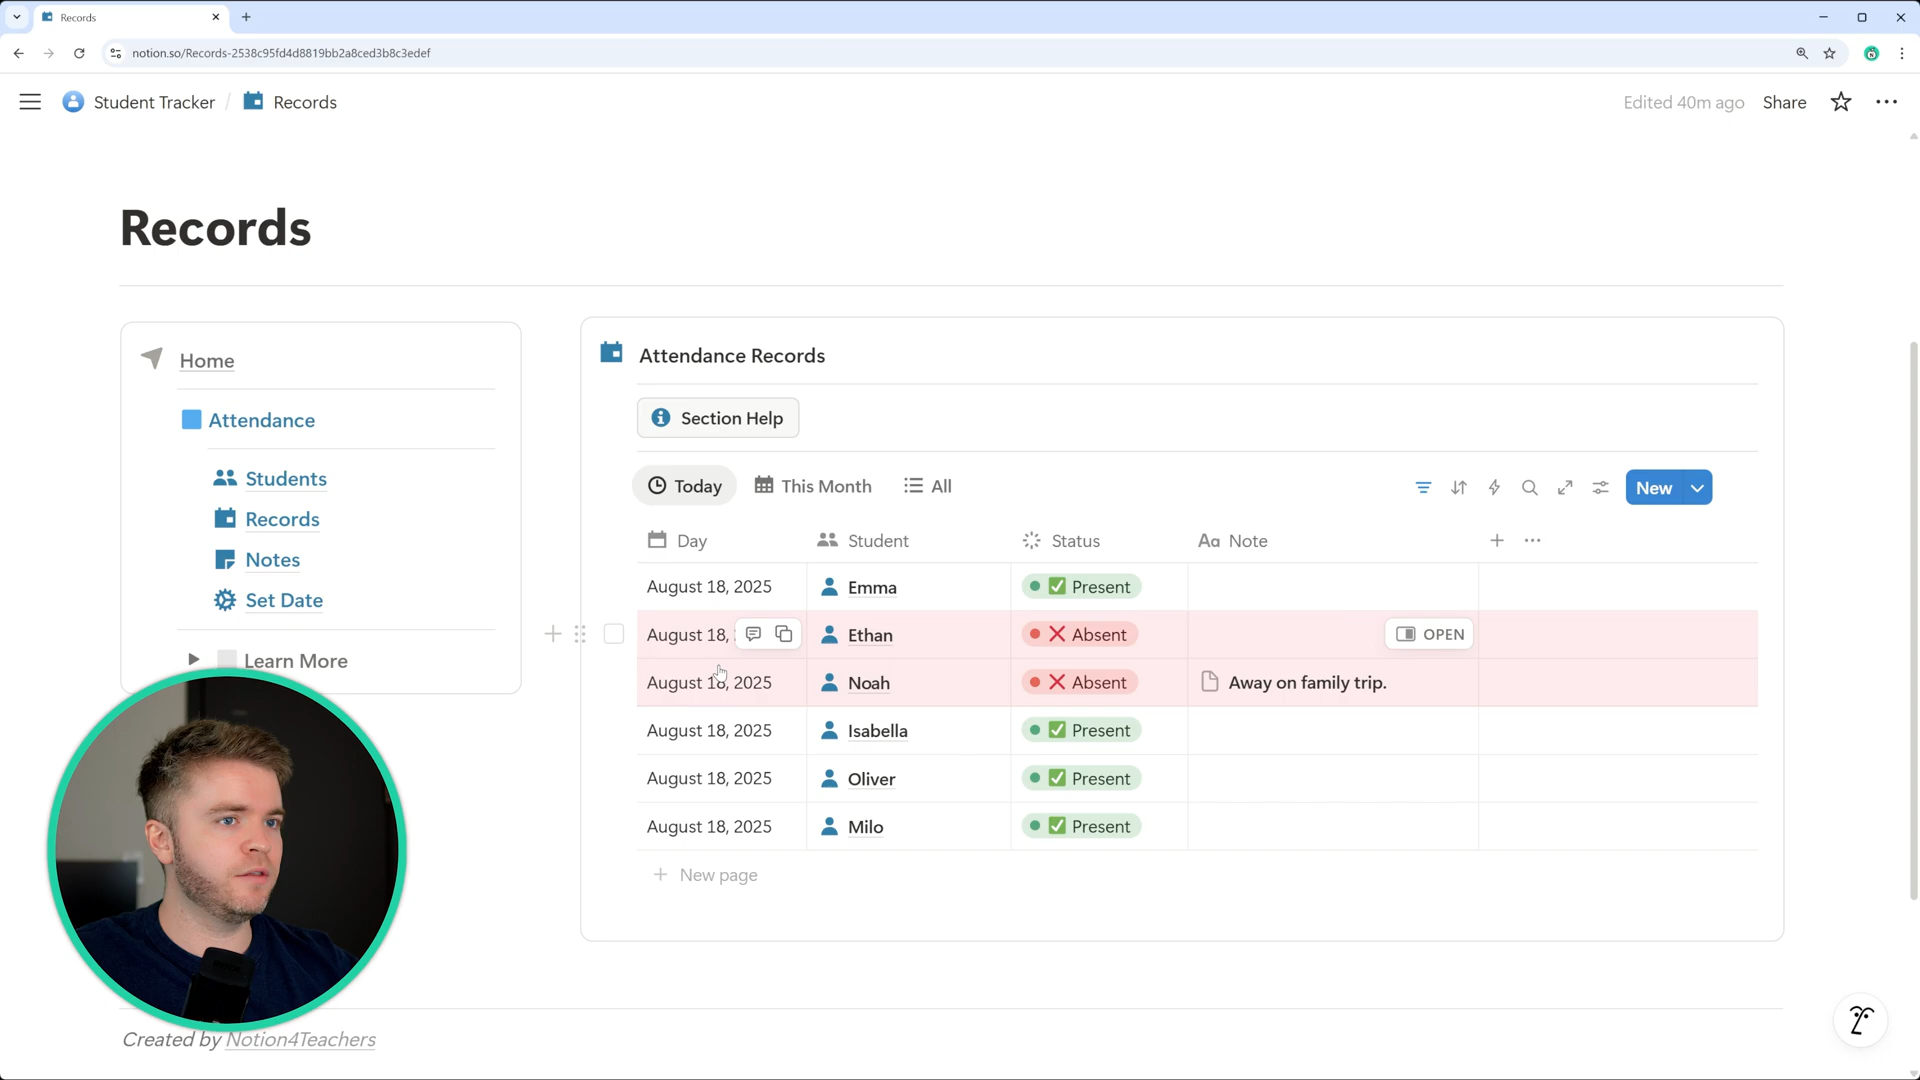 Records
notion.so/Records-2538c95fd4d8819bb2a8ced3b8c3edef
Student Tracker / Records
Edited 40m ago Share
Records
Home
Attendance
Students
Records
Notes
Set Date
Learn More
Attendance Records
Section Help
Today This Month All
New
Day Student Status Aa Note
August 18, 2025 Emma Present
August 18, Ethan Absent OPEN
August 18, 2025 Noah Absent Away on family trip.
August 18, 2025 Isabella Present
August 18, 2025 Oliver Present
August 18, 2025 Milo Present
New page
Created by Notion4Teachers